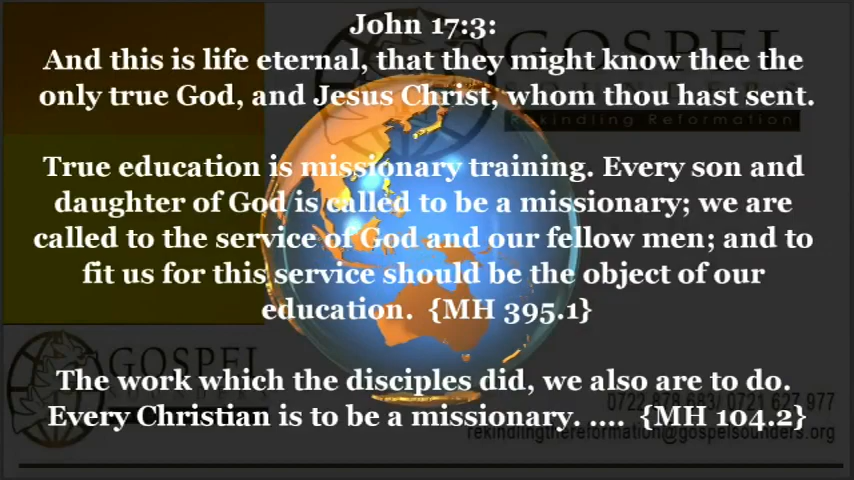 John 17:3:
And this is life eternal, that they might know thee the
only true God, and Jesus Christ, whom thou hast sent.
True education is missionary training. Every son and
daughter of God is called to be a missionary; we are
called to the service of God and our fellow men; and to
fit us for this service should be the object of our
education. {MH 395.1}
The work which the disciples did, we also are to do.
Every Christian is to be a missionary. .... {MH 104.2}
GOSPEL
SOUNDERS
Rekindling Reformation
GOSPEL
SOUNDERS
0722 878 683/ 0721 627 977
rekindlingthereformation@gospelsounders.org